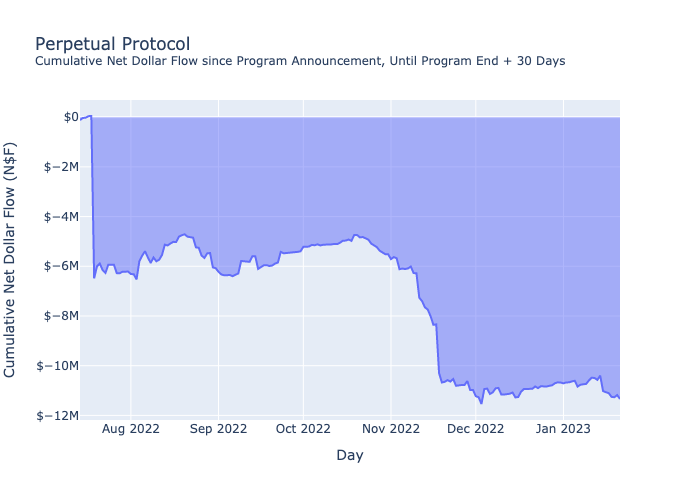 Perpetual Protocol
Cumulative Net Dollar Flow since Program Announcement, Until Program End + 30 Days
Cumulative Net Dollar Flow (N$F)
$0
$−2M
$−4M
$−6M
$−8M
$−10M
$−12M
Aug 2022 Sep 2022 Oct 2022 Nov 2022 Dec 2022 Jan 2023
Day